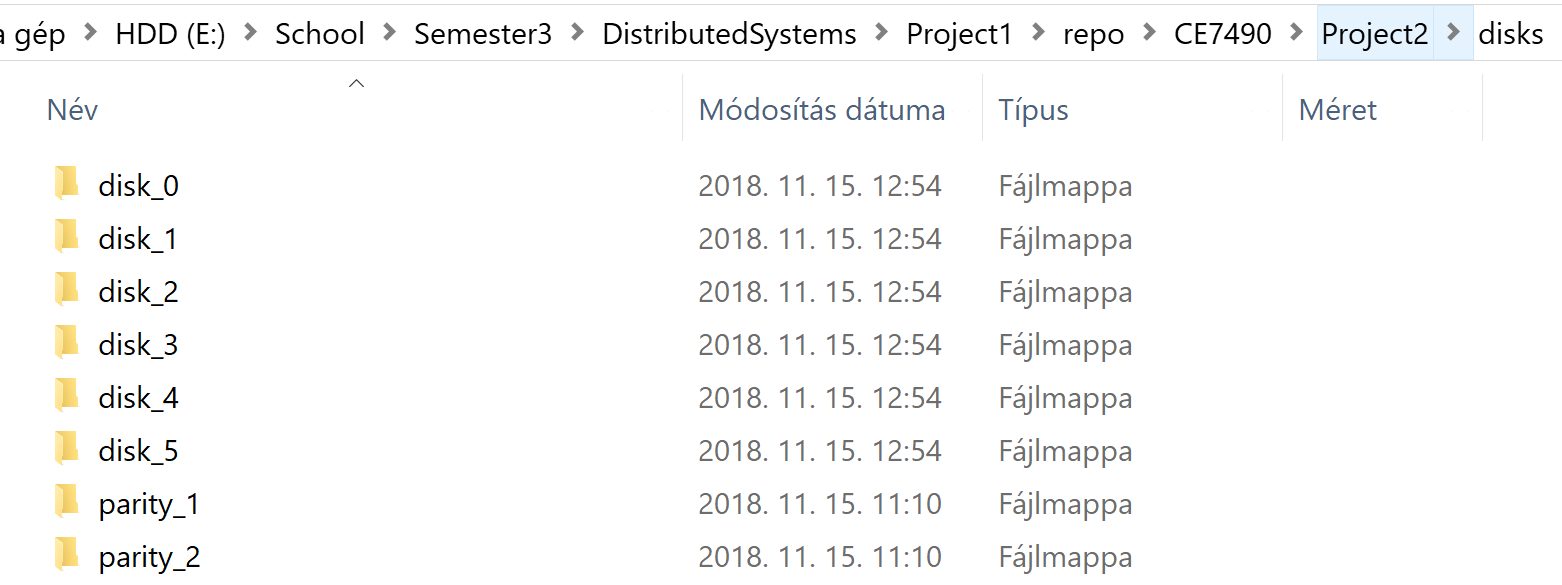 a gép > HDD (E:) > School > Semester3 > DistributedSystems > Project1 > repo > CE7490 > Project2 > disks
Név Módosítás dátuma Típus Méret
disk_0 2018. 11. 15. 12:54 Fájlmappa
disk_1 2018. 11. 15. 12:54 Fájlmappa
disk_2 2018. 11. 15. 12:54 Fájlmappa
disk_3 2018. 11. 15. 12:54 Fájlmappa
disk_4 2018. 11. 15. 12:54 Fájlmappa
disk_5 2018. 11. 15. 12:54 Fájlmappa
parity_1 2018. 11. 15. 11:10 Fájlmappa
parity_2 2018. 11. 15. 11:10 Fájlmappa